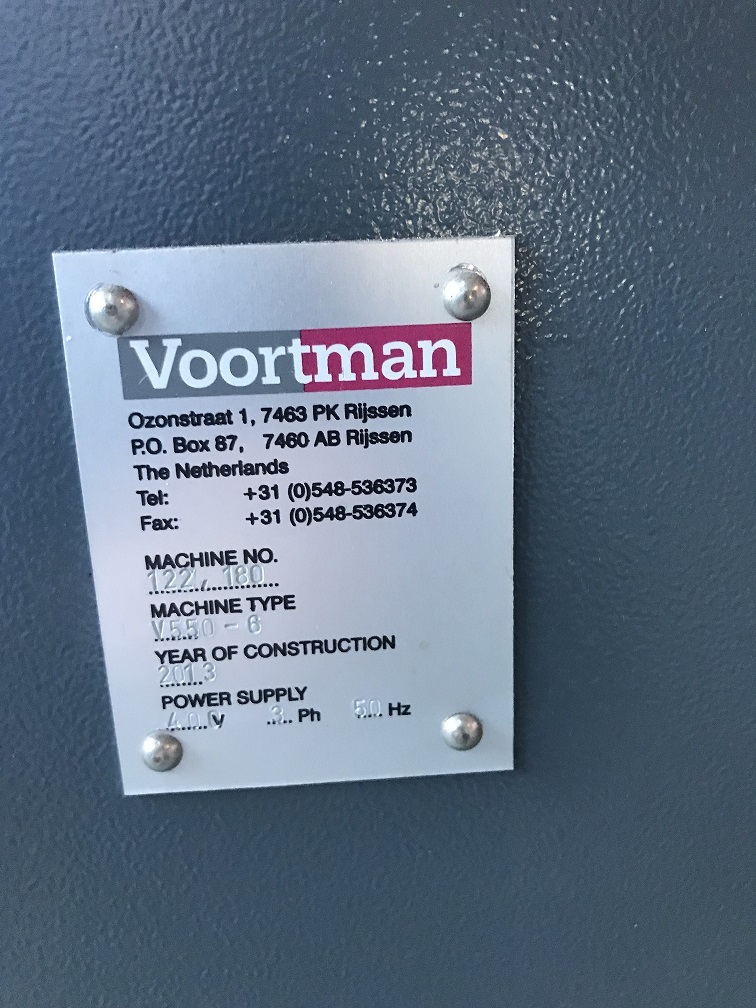 Voortman
Ozonstraat 1, 7463 PK Rijssen
P.O. Box 87, 7460 AB Rijssen
The Netherlands
Tel: +31 (0)548-536373
Fax: +31 (0)548-536374
MACHINE NO.
122, 180
MACHINE TYPE
V550-6
YEAR OF CONSTRUCTION
2013
POWER SUPPLY
400 V 3 Ph 50 Hz